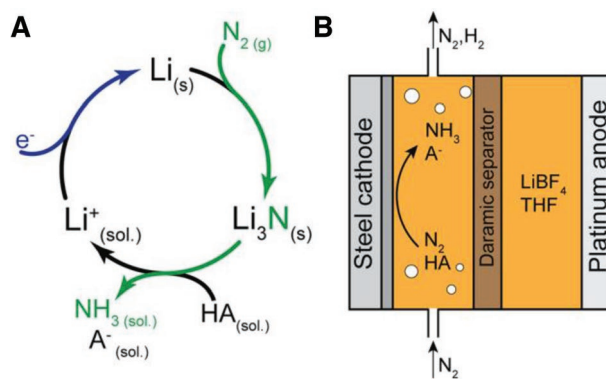 A
N₂ (g)
Li(s)
e⁻
Li⁺ (sol.)
Li₃N(s)
NH₃ (sol.)
A⁻ (sol.)
HA(sol.)
B
N₂,H₂
Steel cathode
NH₃
A⁻
N₂
HA
Daramic separator
LiBF₄
THF
Platinum anode
N₂